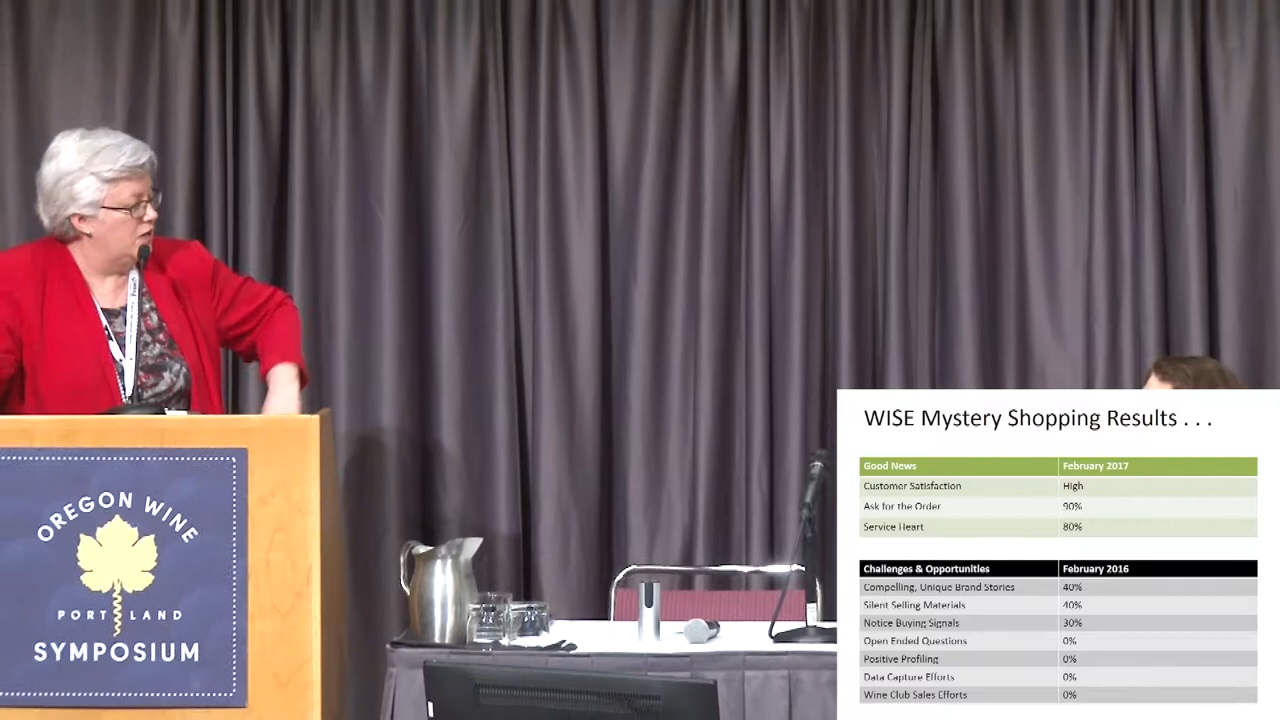 OREGON WINE
PORTLAND
SYMPOSIUM
WISE Mystery Shopping Results . . .
Good News February 2017
Customer Satisfaction High
Ask for the Order 90%
Service Heart 80%
Challenges & Opportunities February 2016
Compelling, Unique Brand Stories 40%
Silent Selling Materials 40%
Notice Buying Signals 30%
Open Ended Questions 0%
Positive Profiling 0%
Data Capture Efforts 0%
Wine Club Sales Efforts 0%